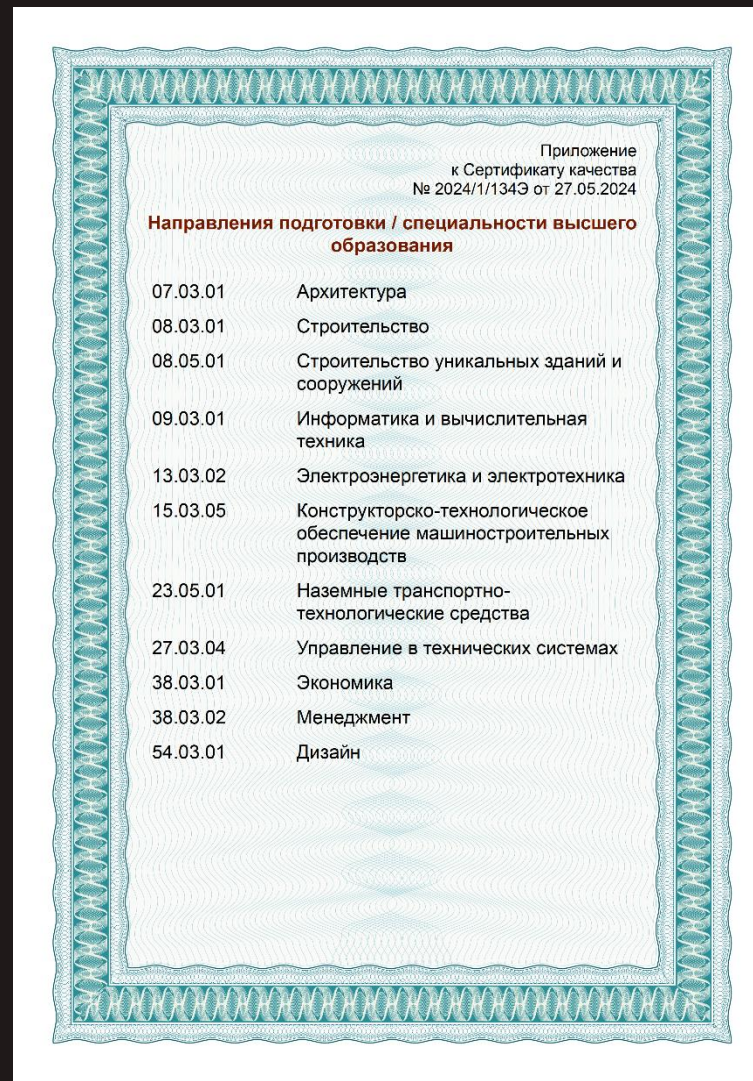 Приложение
к Сертификату качества
№ 2024/1/134Э от 27.05.2024
Направления подготовки / специальности высшего
образования
07.03.01 Архитектура
08.03.01 Строительство
08.05.01 Строительство уникальных зданий и
сооружений
09.03.01 Информатика и вычислительная
техника
13.03.02 Электроэнергетика и электротехника
15.03.05 Конструкторско-технологическое
обеспечение машиностроительных
производств
23.05.01 Наземные транспортно-
технологические средства
27.03.04 Управление в технических системах
38.03.01 Экономика
38.03.02 Менеджмент
54.03.01 Дизайн